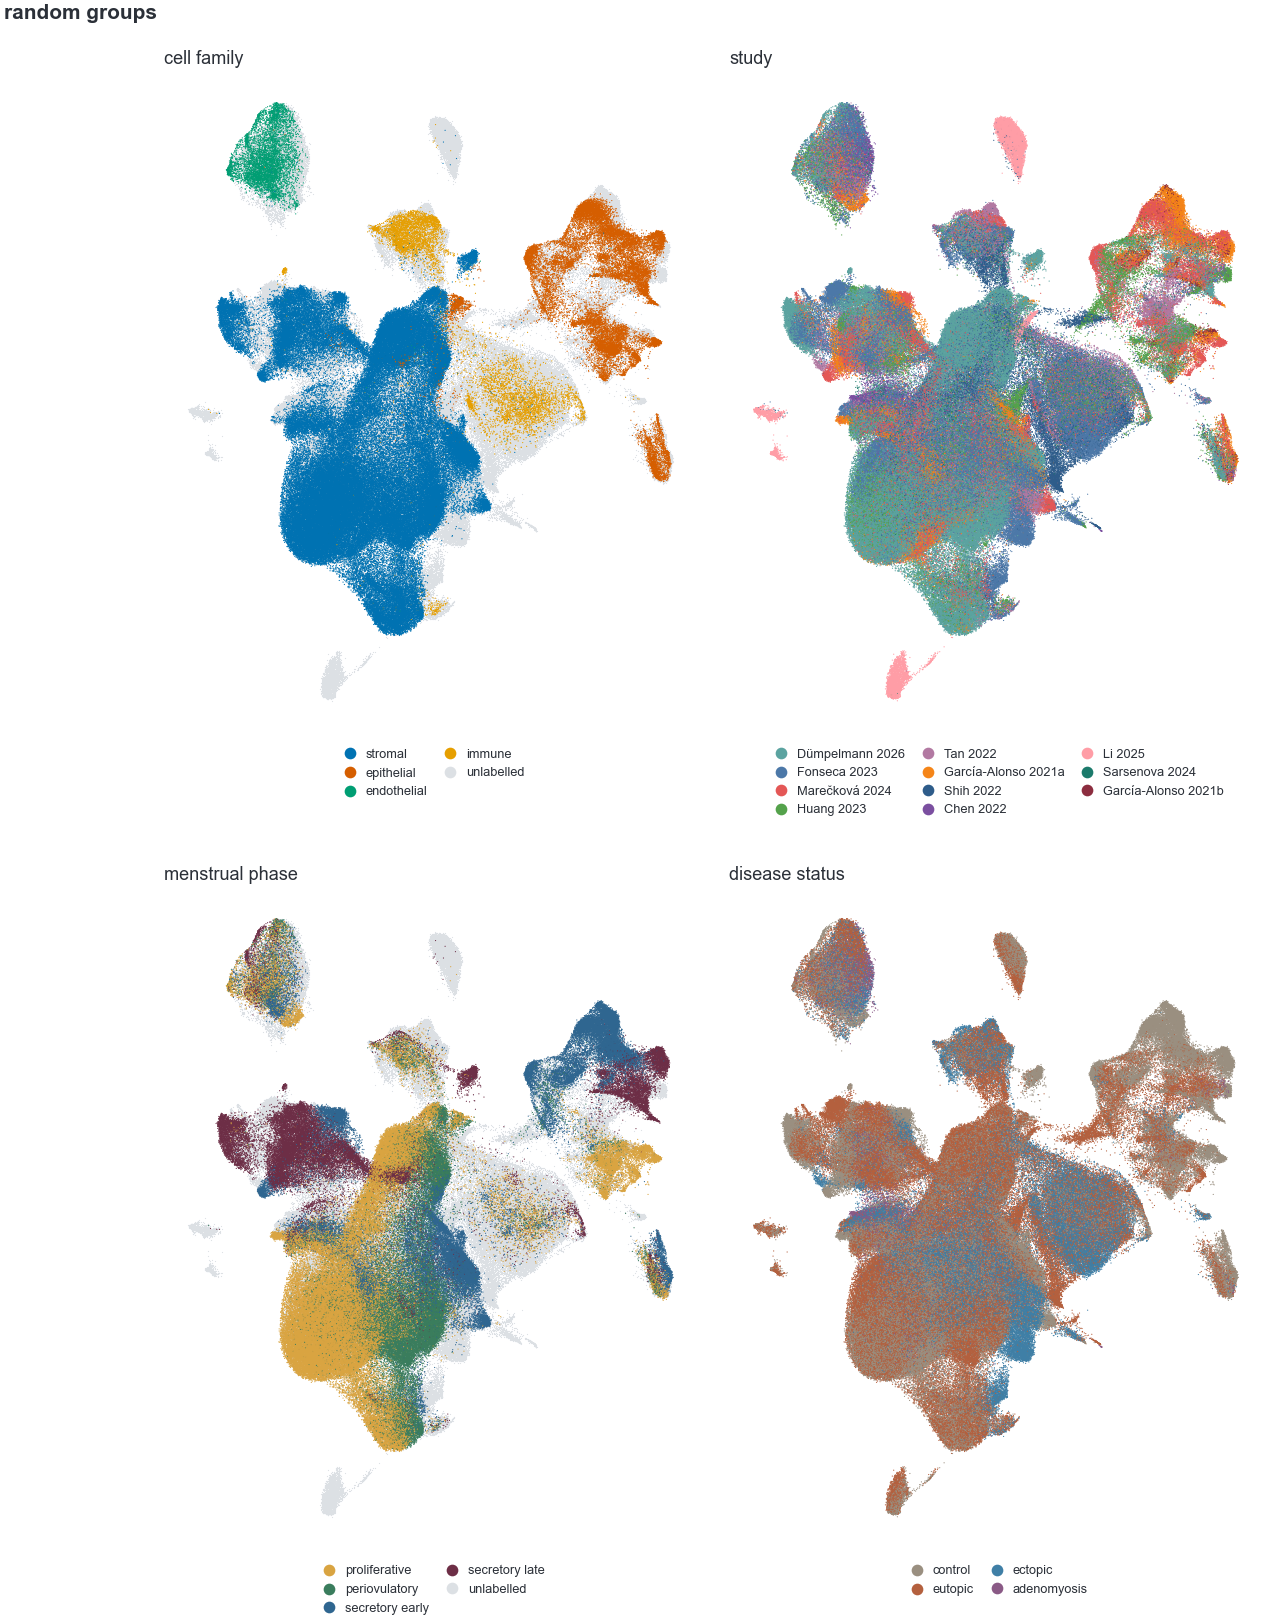 random groups
cell family
study
stromal
immune
epithelial
unlabelled
endothelial
Dümpelmann 2026
Tan 2022
Li 2025
Fonseca 2023
García-Alonso 2021a
Sarsenova 2024
Marečková 2024
Shih 2022
García-Alonso 2021b
Huang 2023
Chen 2022
menstrual phase
disease status
proliferative
secretory late
periovulatory
unlabelled
secretory early
control
ectopic
eutopic
adenomyosis